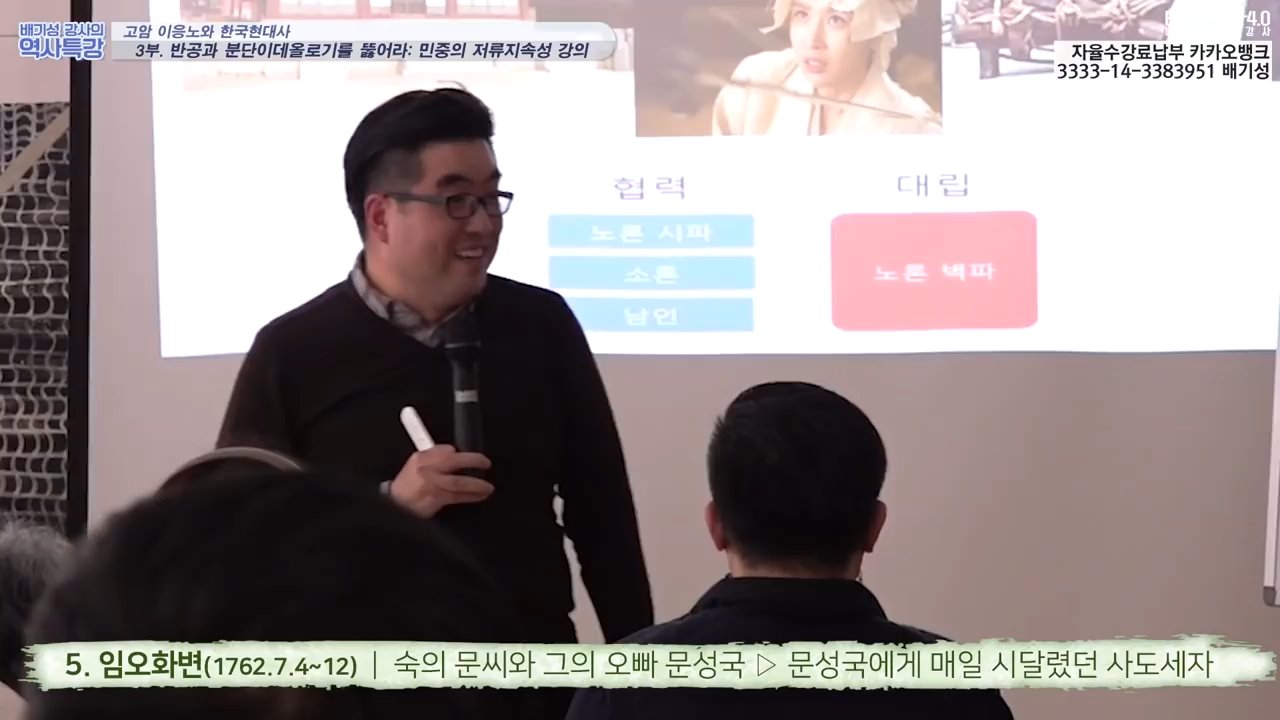 배기성 강사의
역사특강
고암 이응노와 한국현대사
3부. 반공과 분단이데올로기를 뚫어라: 민중의 저류지속성 강의
자율수강료납부 카카오뱅크
3333-14-3383951 배기성
협력
대립
노론 시파
소론
남인
노론 벽파
5. 임오화변(1762.7.4~12) | 숙의 문씨와 그의 오빠 문성국 ▷ 문성국에게 매일 시달렸던 사도세자